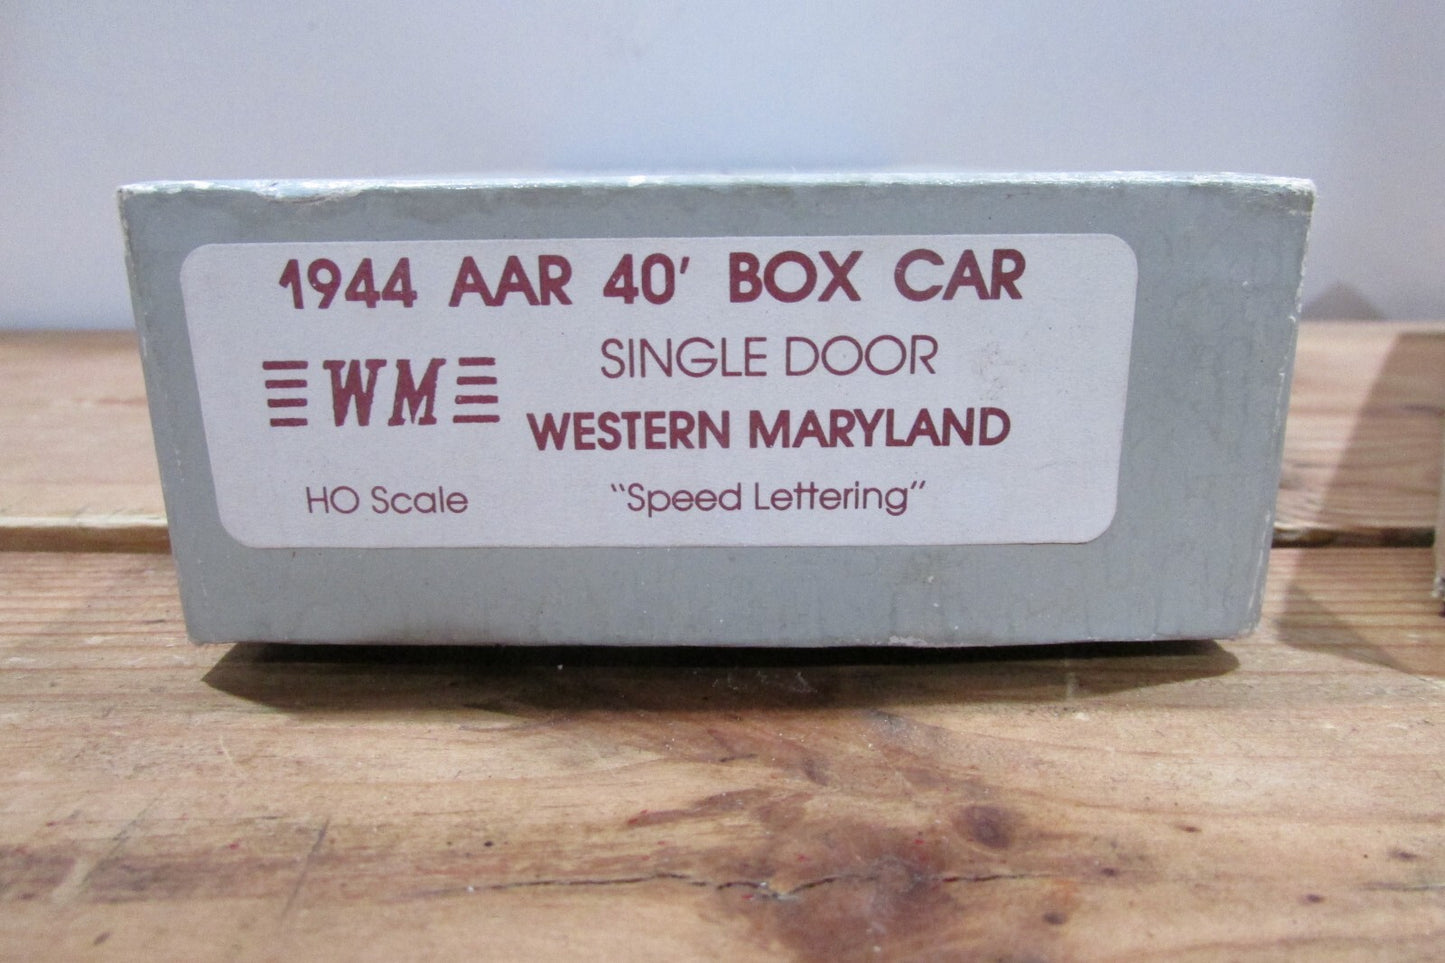 1944 AAR 40' BOX CAR
SINGLE DOOR
WM
WESTERN MARYLAND
HO Scale "Speed Lettering"